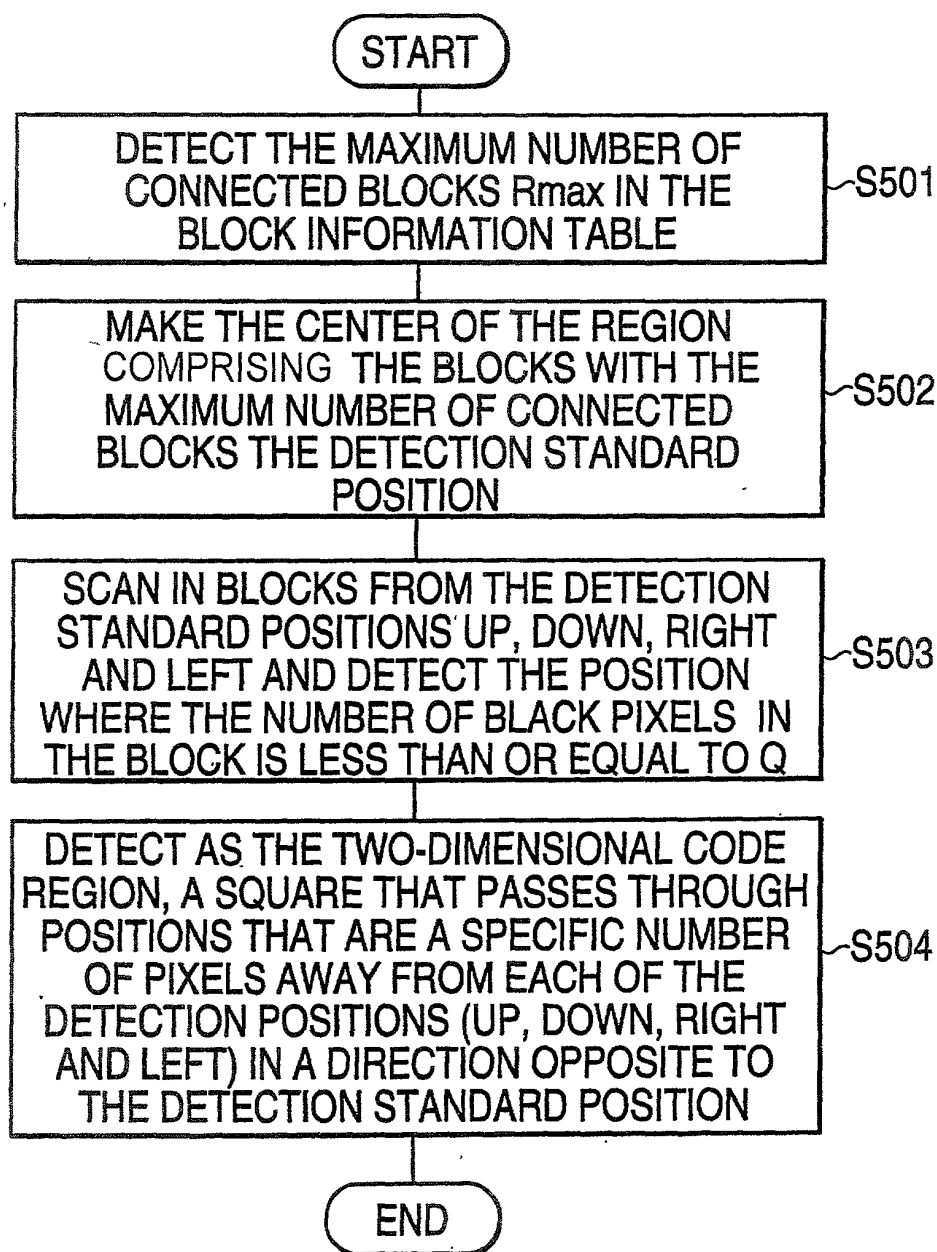 START
DETECT THE MAXIMUM NUMBER OF
CONNECTED BLOCKS Rmax IN THE
BLOCK INFORMATION TABLE
S501
MAKE THE CENTER OF THE REGION
COMPRISING THE BLOCKS WITH THE
MAXIMUM NUMBER OF CONNECTED
BLOCKS THE DETECTION STANDARD
POSITION
S502
SCAN IN BLOCKS FROM THE DETECTION
STANDARD POSITIONS UP, DOWN, RIGHT
AND LEFT AND DETECT THE POSITION
WHERE THE NUMBER OF BLACK PIXELS IN
THE BLOCK IS LESS THAN OR EQUAL TO Q
S503
DETECT AS THE TWO-DIMENSIONAL CODE
REGION, A SQUARE THAT PASSES THROUGH
POSITIONS THAT ARE A SPECIFIC NUMBER
OF PIXELS AWAY FROM EACH OF THE
DETECTION POSITIONS (UP, DOWN, RIGHT
AND LEFT) IN A DIRECTION OPPOSITE TO
THE DETECTION STANDARD POSITION
S504
END